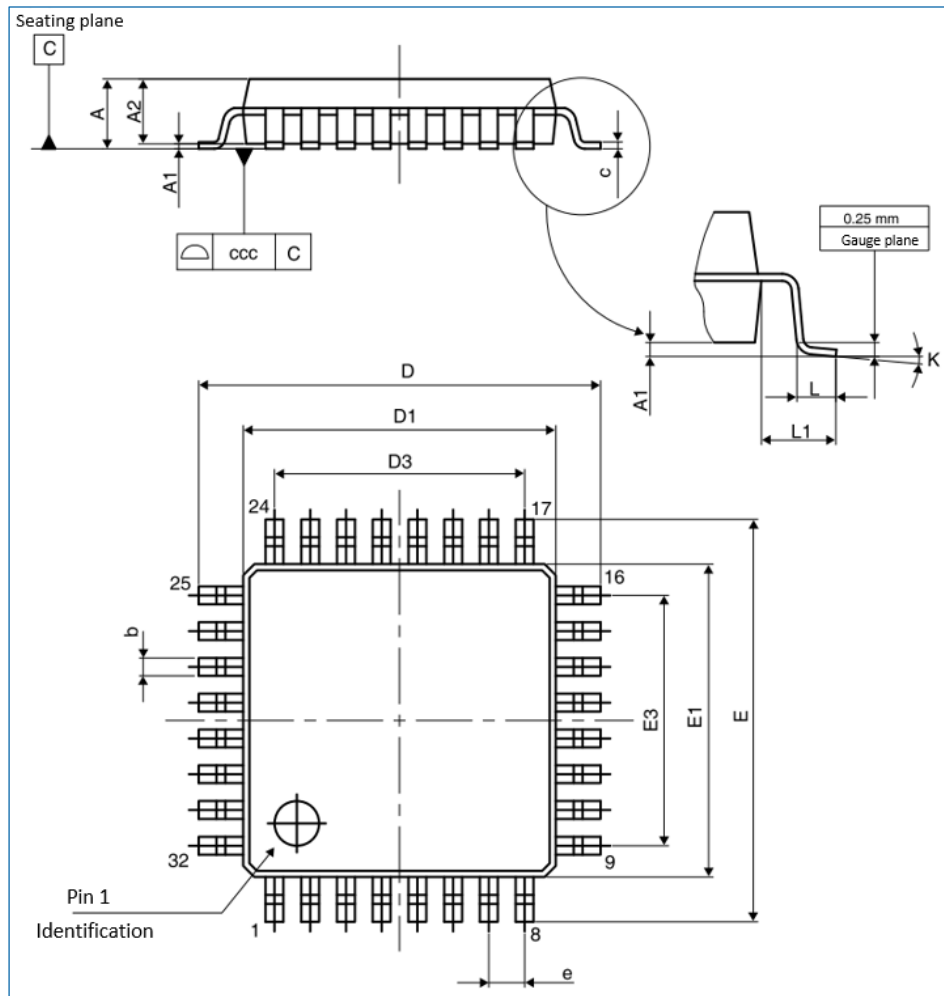 Seating plane
C
A
A2
A1
c
ccc
C
0.25 mm
Gauge plane
K
A1
L
L1
D
D1
D3
24
17
25
16
b
E3
E1
E
32
9
Pin 1
Identification
1
8
e